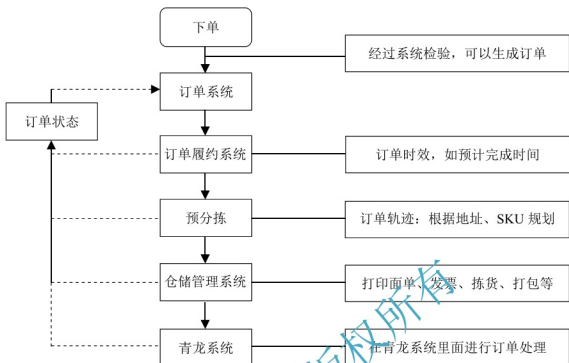 下单
经过系统检验，可以生成订单
订单系统
订单状态
订单履约系统
订单时效，如预计完成时间
预分拣
订单轨迹：根据地址、SKU 规划
仓储管理系统
打印面单、发票、拣货、打包等
青龙系统
在青龙系统里面进行订单处理
版权所有